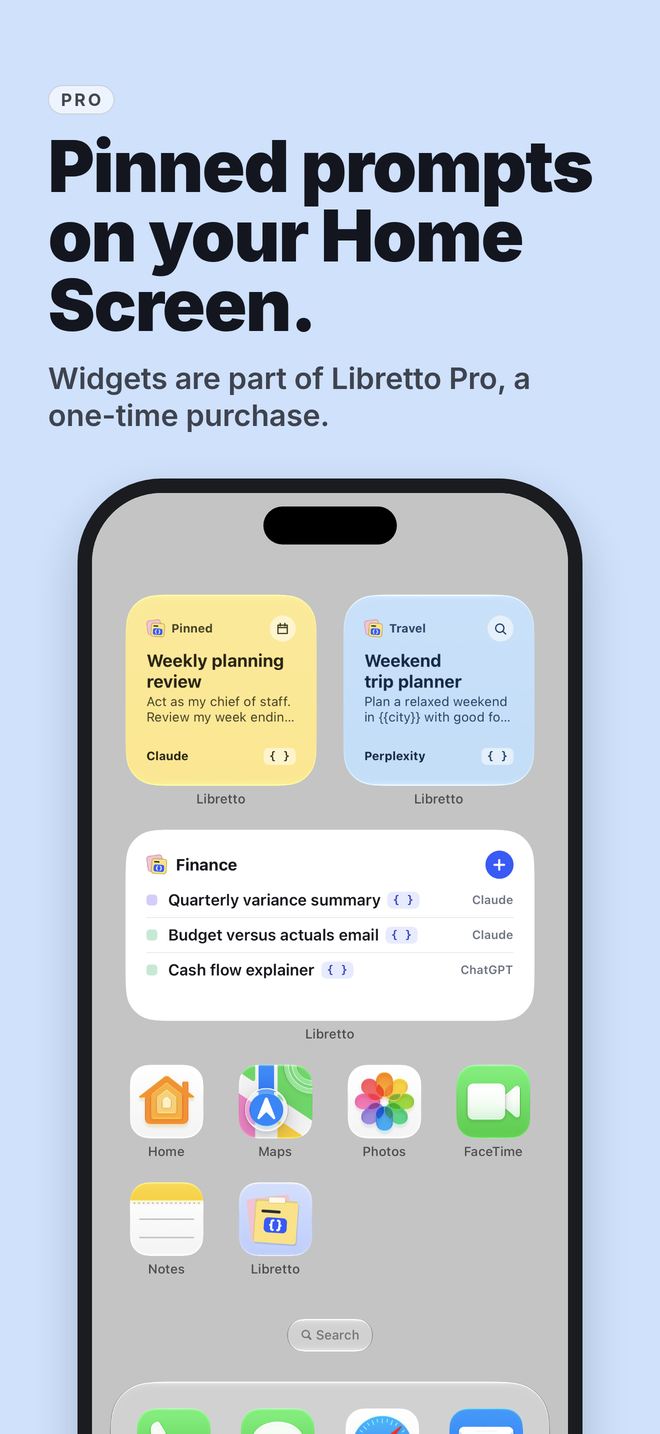 PRO
Pinned prompts
on your Home
Screen.
Widgets are part of Libretto Pro, a
one-time purchase.
Pinned
Weekly planning
review
Act as my chief of staff.
Review my week endin...
Claude
{ }
Libretto
Travel
Weekend
trip planner
Plan a relaxed weekend
in {{city}} with good fo...
Perplexity
{ }
Libretto
Finance
Quarterly variance summary { } Claude
Budget versus actuals email { } Claude
Cash flow explainer { } ChatGPT
Libretto
Home Maps Photos FaceTime
{}
Notes Libretto
Search